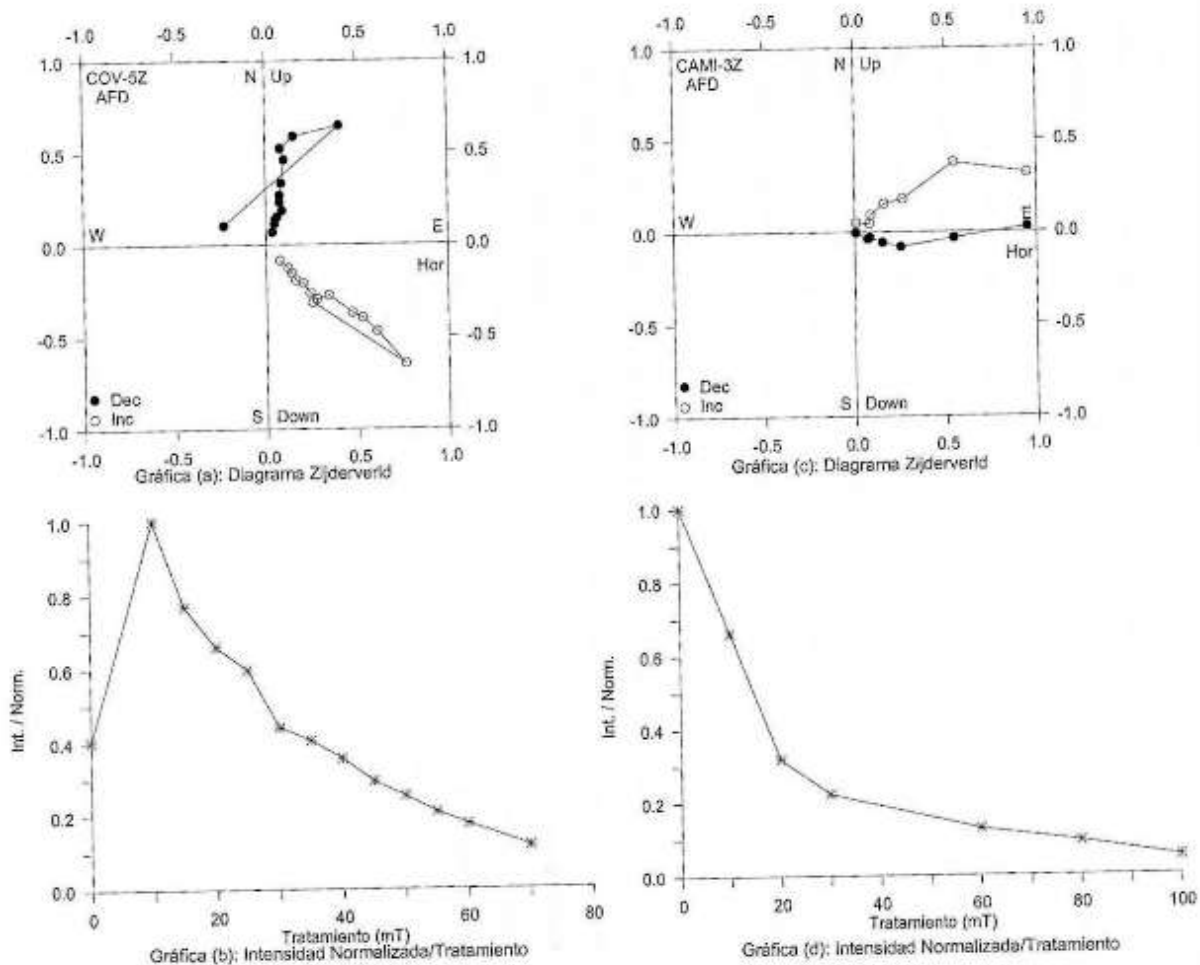 -1.0 -0.5 0.0 0.5 1.0
1.0
COV-5Z
AFD
N Up
1.0
0.5
0.5
0.0
W
E
0.0
Hor
-0.5
-0.5
Dec
Inc
S Down
-1.0
-1.0
-1.0 -0.5 0.0 0.5 1.0
Gráfica (a): Diagrama Zijderverld
-1.0 -0.5 0.0 0.5 1.0
1.0
CAMI-3Z
AFD
N Up
1.0
0.5
0.5
0.0
W
0.0
Hor
-0.5
-0.5
Dec
Inc
S Down
-1.0
-1.0
-1.0 -0.5 0.0 0.5 1.0
Gráfica (c): Diagrama Zijderverld
1.0
0.8
0.6
0.4
0.2
0.0
Int. / Norm.
0 20 40 60 80
Tratamiento (mT)
Gráfica (b): Intensidad Normalizada/Tratamiento
1.0
0.8
0.6
0.4
0.2
0.0
Int. / Norm.
0 20 40 60 80 100
Tratamiento (mT)
Gráfica (d): Intensidad Normalizada/Tratamiento